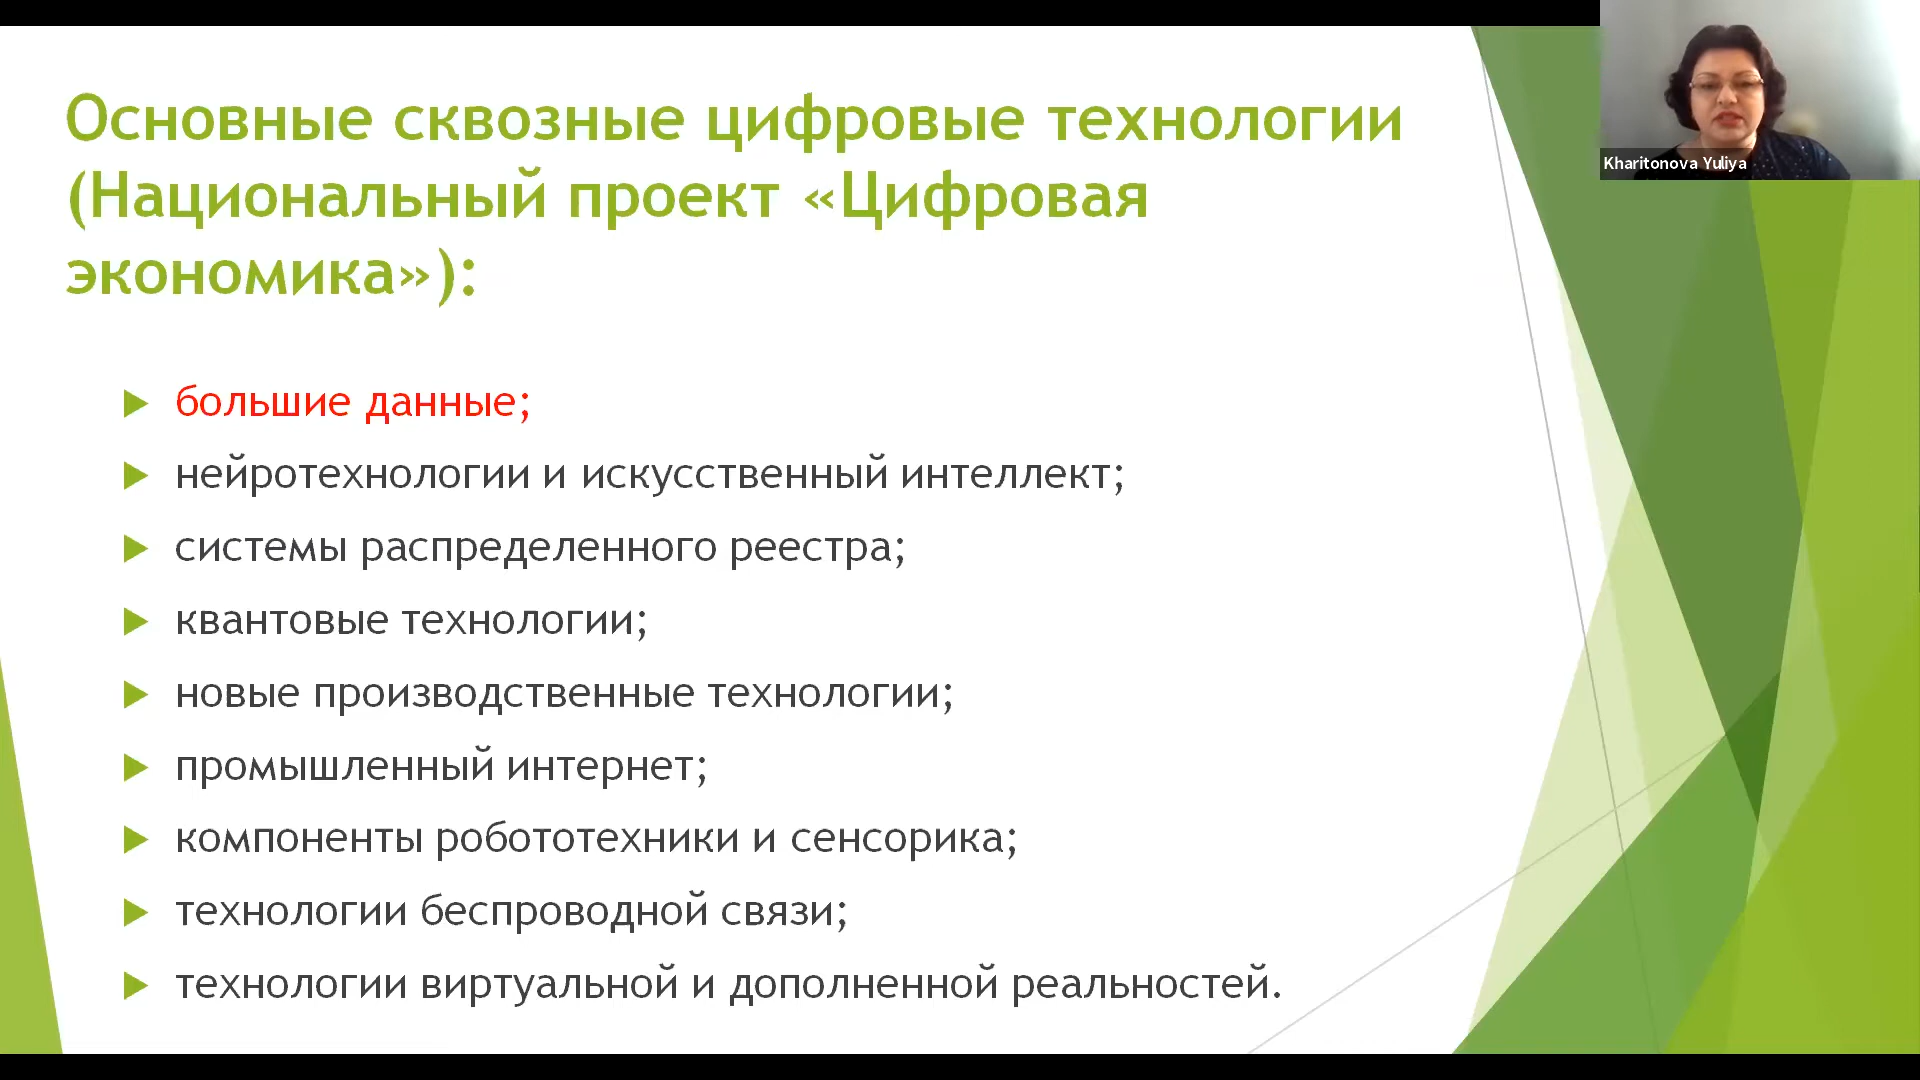 Основные сквозные цифровые технологии
(Национальный проект «Цифровая
экономика»):
большие данные;
нейротехнологии и искусственный интеллект;
системы распределенного реестра;
квантовые технологии;
новые производственные технологии;
промышленный интернет;
компоненты робототехники и сенсорика;
технологии беспроводной связи;
технологии виртуальной и дополненной реальностей.
Kharitonova Yuliya